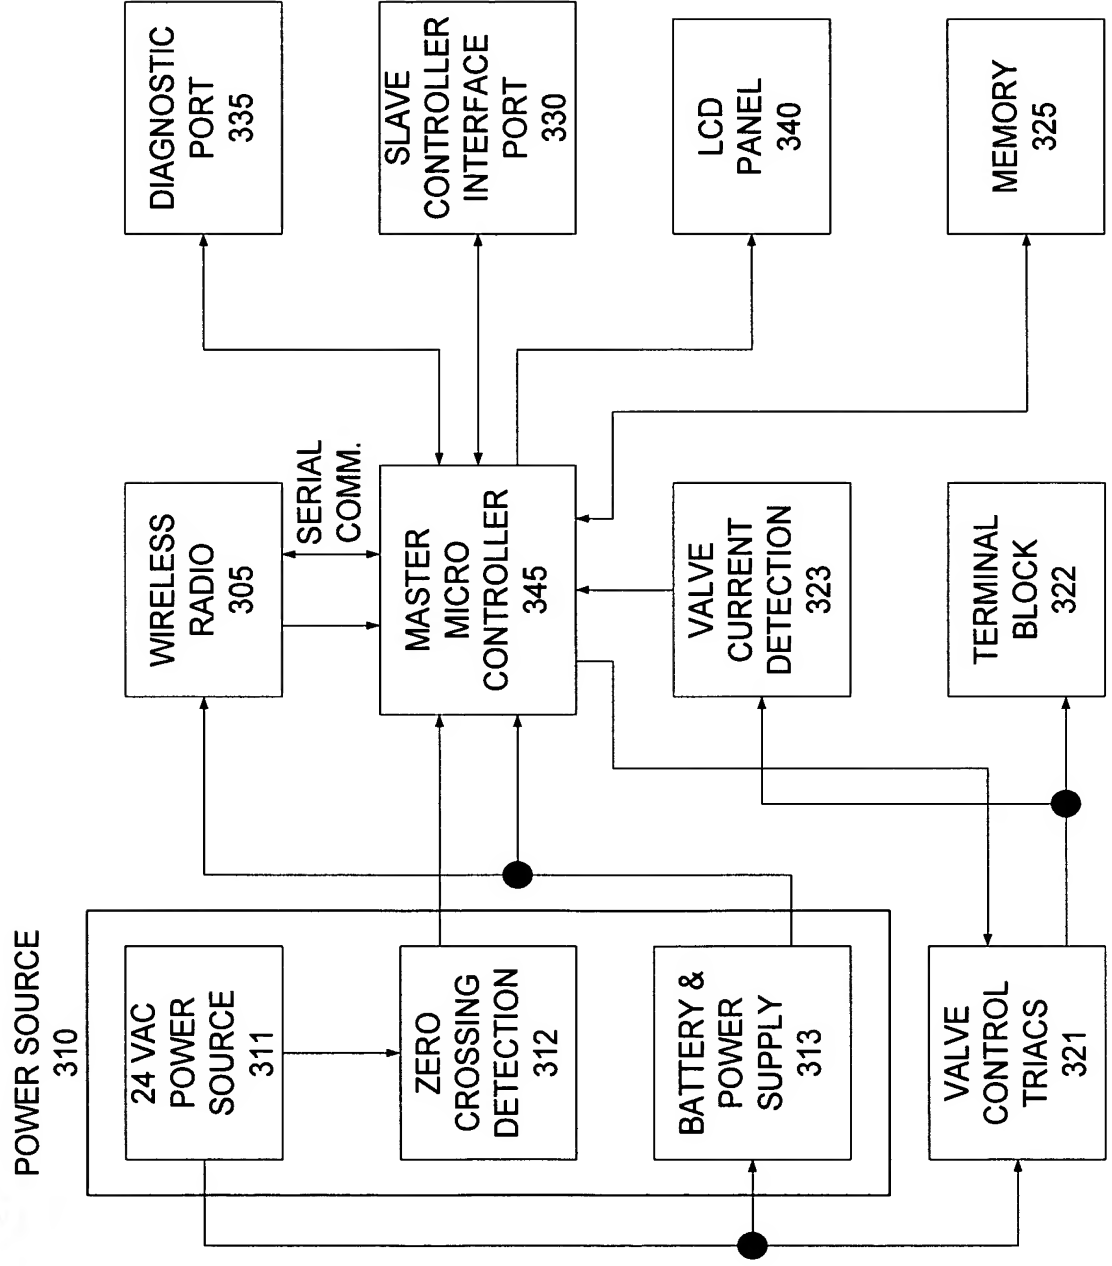 POWER SOURCE
310
24 VAC
POWER
SOURCE
311
ZERO
CROSSING
DETECTION
312
BATTERY &
POWER
SUPPLY
313
VALVE
CONTROL
TRIACS
321
WIRELESS
RADIO
305
SERIAL
COMM.
MASTER
MICRO
CONTROLLER
345
VALVE
CURRENT
DETECTION
323
TERMINAL
BLOCK
322
DIAGNOSTIC
PORT
335
SLAVE
CONTROLLER
INTERFACE
PORT
330
LCD
PANEL
340
MEMORY
325